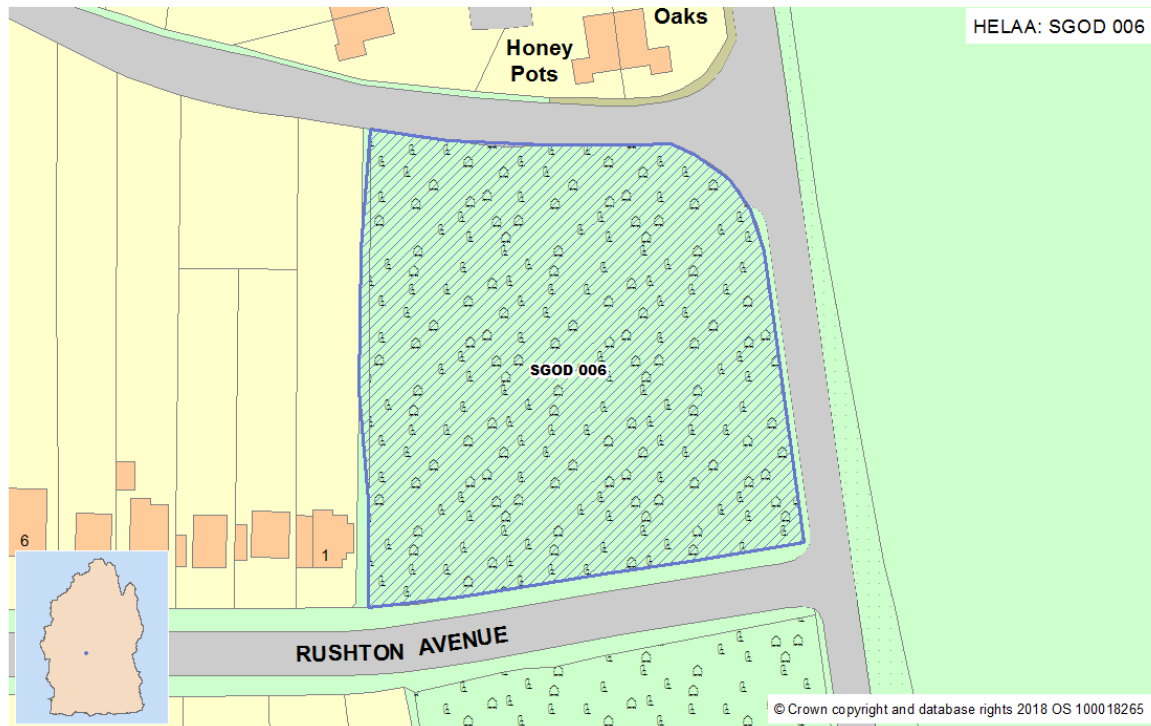 HELAA: SGOD 006
Oaks
Honey
Pots
SGOD 006
6
1
RUSHTON AVENUE
© Crown copyright and database rights 2018 OS 100018265